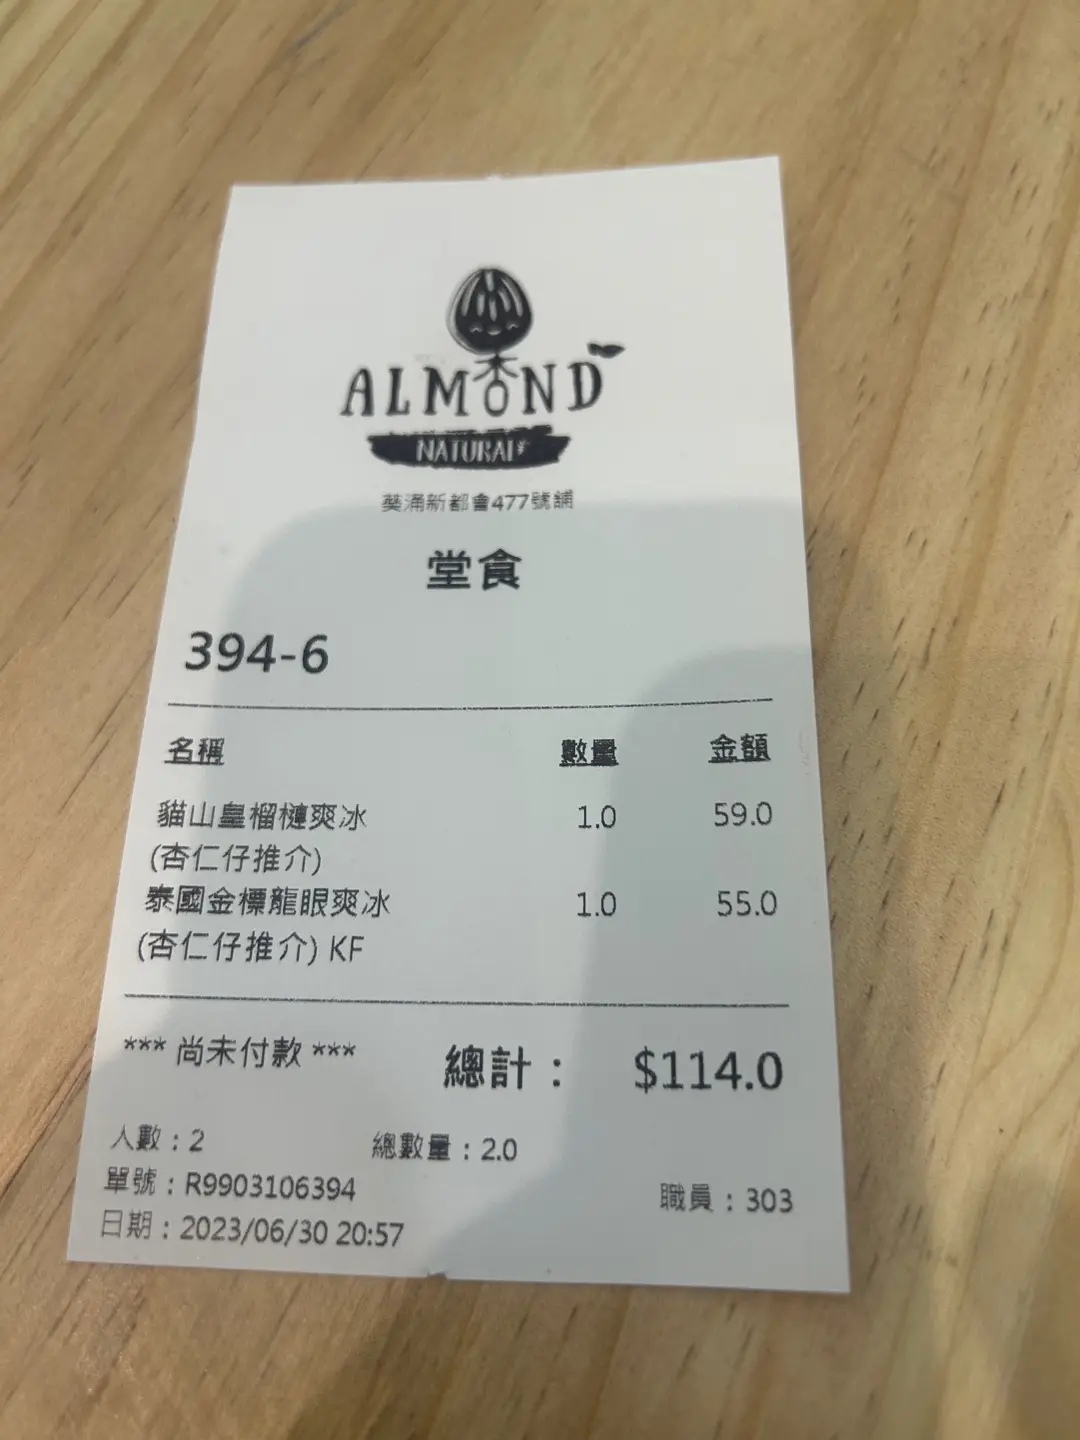 ALMOND
NATURAL
葵涌新都會477號舖
堂食
394-6
名稱 數量 金額
貓山皇榴槤爽冰 1.0 59.0
(杏仁仔推介)
泰國金標龍眼爽冰 1.0 55.0
(杏仁仔推介) KF
*** 尚未付款 *** 總計： $114.0
人數：2 總數量：2.0
單號：R9903106394 職員：303
日期：2023/06/30 20:57